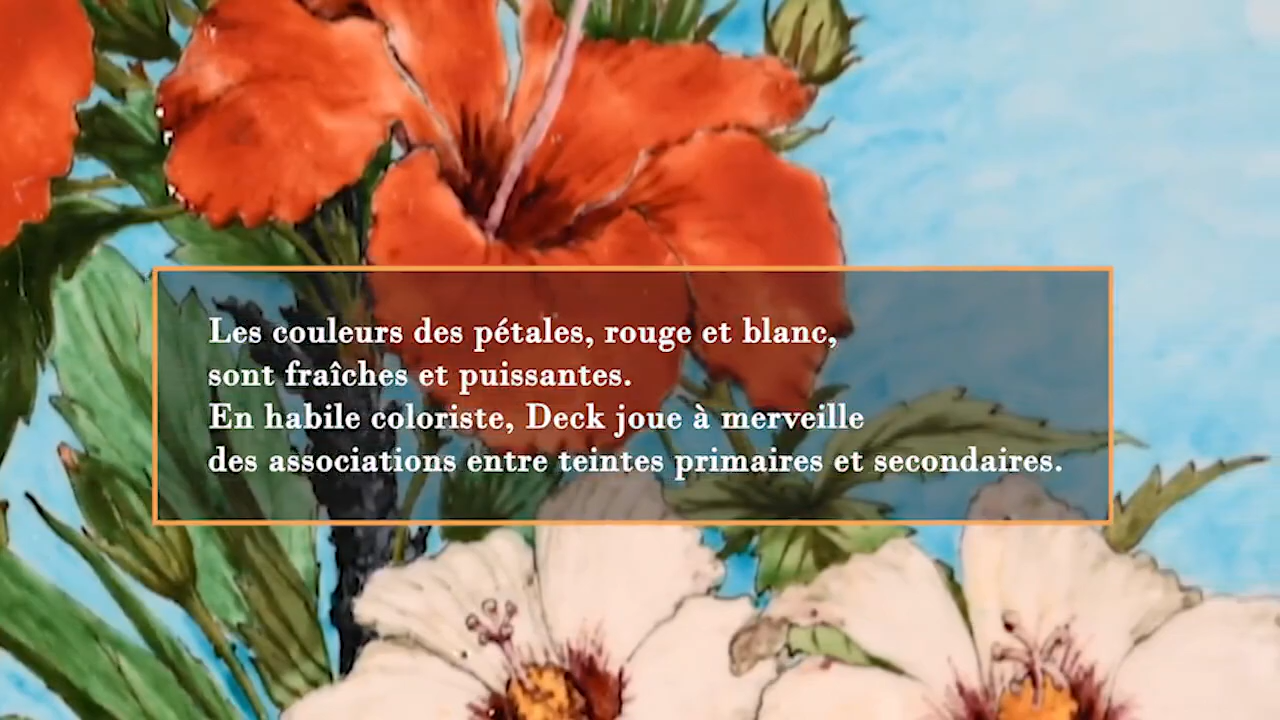 Les couleurs des pétales, rouge et blanc,
sont fraîches et puissantes.
En habile coloriste, Deck joue à merveille
des associations entre teintes primaires et secondaires.